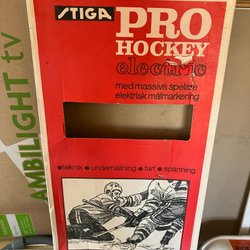 STIGA
PRO
HOCKEY
electric
med massiva spelare
elektrisk målmarkering
• teknik • underhållning • fart • spänning
AMBILIGHT tv